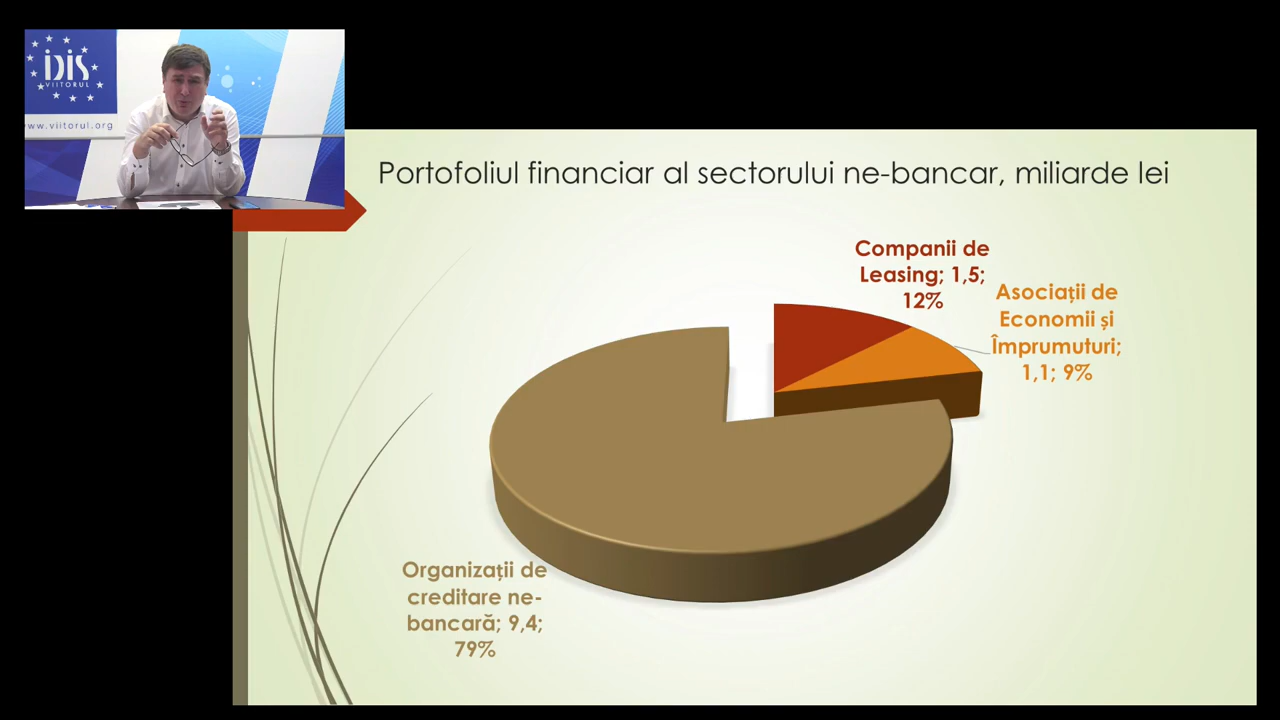 iDiS
VIITORUL
www.viitorul.org
Portofoliul financiar al sectorului ne-bancar, miliarde lei
Companii de
Leasing; 1,5;
12%
Asociații de
Economii și
Împrumuturi;
1,1; 9%
Organizații de
creditare ne-
bancară; 9,4;
79%